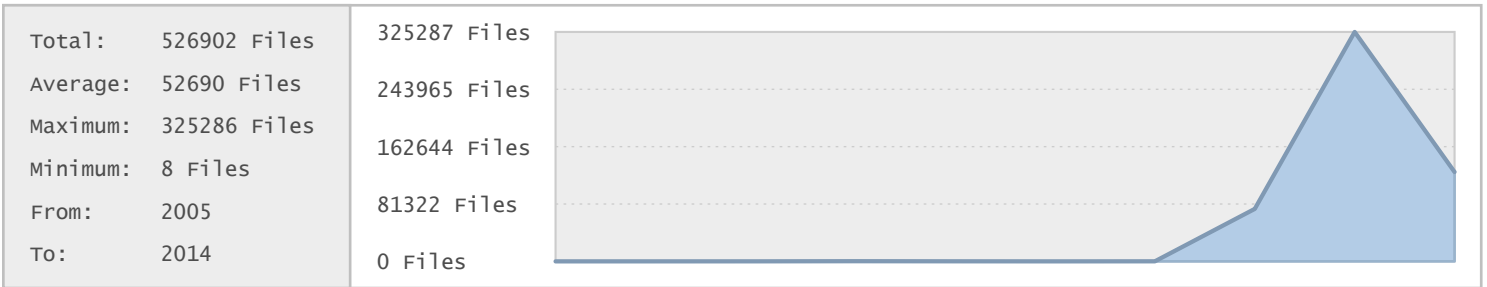 Total: 526902 Files
Average: 52690 Files
Maximum: 325286 Files
Minimum: 8 Files
From: 2005
To: 2014
325287 Files
243965 Files
162644 Files
81322 Files
0 Files